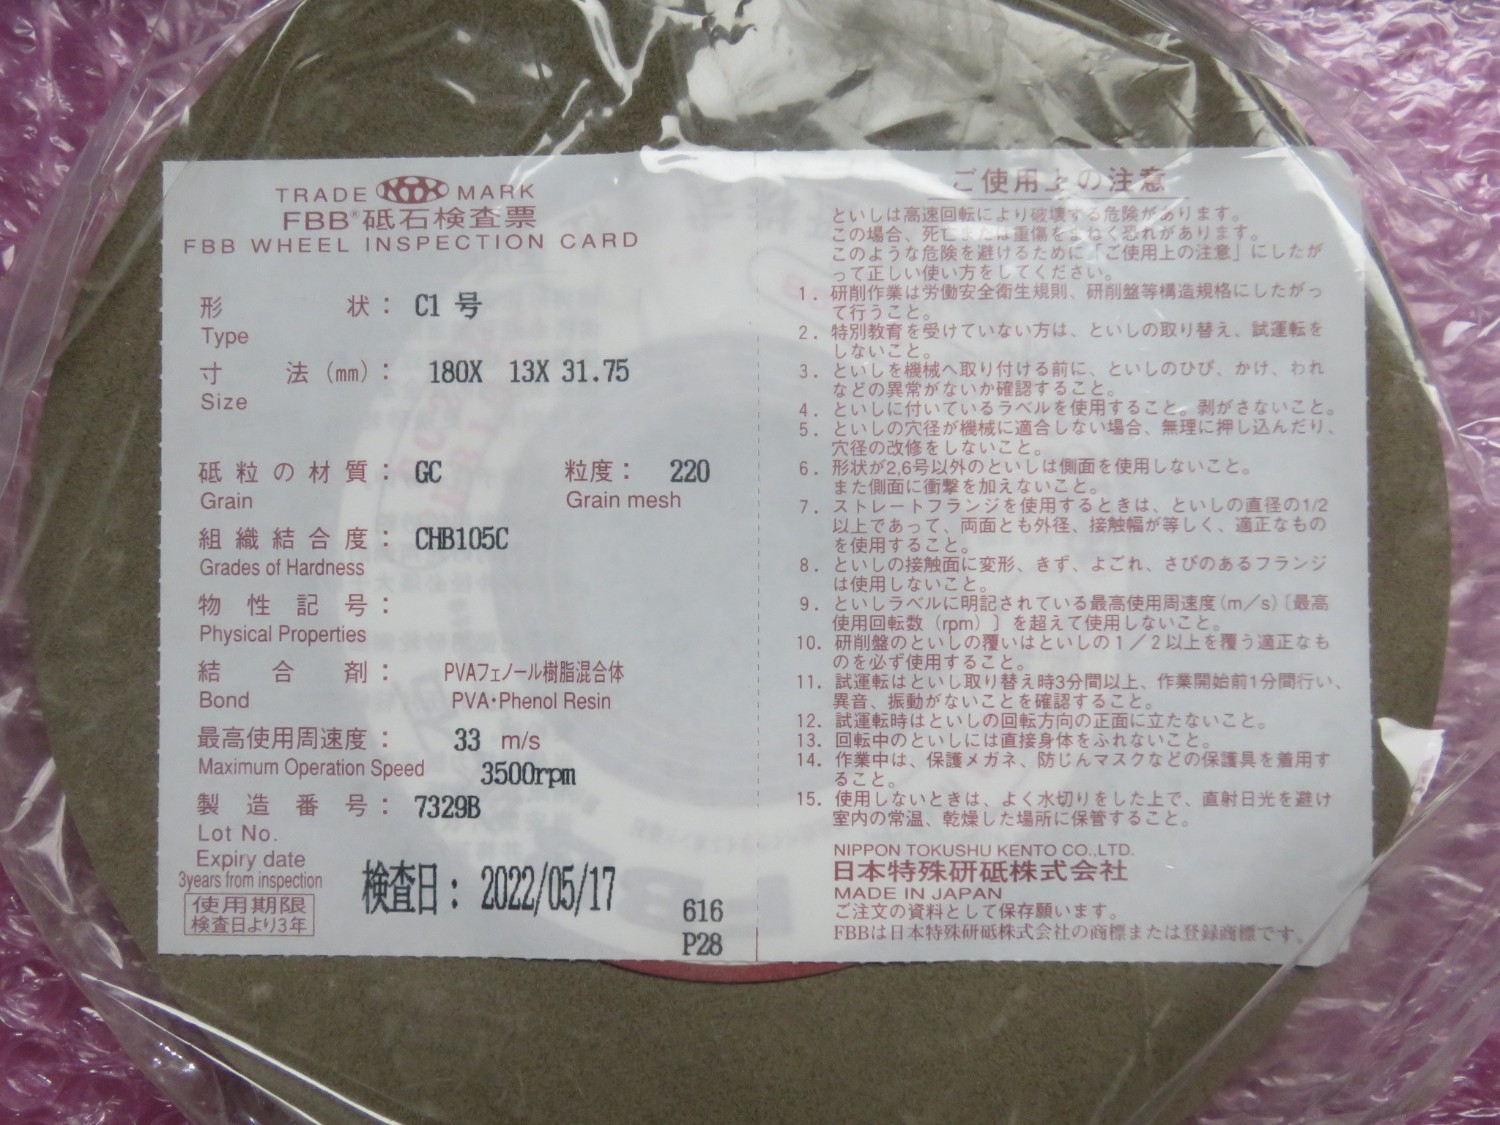 TRADE MARK
FBB®砥石検査票
FBB WHEEL INSPECTION CARD
形 状： C1 号
Type
寸 法（mm）： 180X 13X 31.75
Size
砥粒の材質： GC 粒度： 220
Grain Grain mesh
組織結合度： CHB105C
Grades of Hardness
物性記号：
Physical Properties
結合剤： PVAフェノール樹脂混合体
Bond PVA・Phenol Resin
最高使用周速度： 33 m/s
Maximum Operation Speed 3500rpm
製造番号： 7329B
Lot No.
Expiry date
3years from inspection
使用期限
検査日より3年
検査日： 2022/05/17
616
P28
ご使用上の注意
といしは高速回転により破壊する危険があります。
この場合、死亡または重傷をまねく恐れがあります。
このような危険を避けるために「ご使用上の注意」にしたが
って正しい使い方をしてください。
1. 研削作業は労働安全衛生規則、研削盤等構造規格にしたがっ
て行うこと。
2. 特別教育を受けていない方は、といしの取り替え、試運転を
しないこと。
3. といしを機械へ取り付ける前に、といしのひび、かけ、われ
などの異常がないか確認すること。
4. といしに付いているラベルを使用すること。剥がさないこと。
5. といしの穴径が機械に適合しない場合、無理に押し込んだり、
穴径の改修をしないこと。
6. 形状が2,6号以外のといしは側面を使用しないこと。
また側面に衝撃を加えないこと。
7. ストレートフランジを使用するときは、といしの直径の1/2
以上であって、両面とも外径、接触幅が等しく、適正なもの
を使用すること。
8. といしの接触面に変形、きず、よごれ、さびのあるフランジ
は使用しないこと。
9. といしラベルに明記されている最高使用周速度(m／s)〔最高
使用回転数（rpm）〕を超えて使用しないこと。
10. 研削盤のといしの覆いはといしの1／2以上を覆う適正なも
のを必ず使用すること。
11. 試運転はといし取り替え時3分間以上、作業開始前1分間行い、
異音、振動がないことを確認すること。
12. 試運転時はといしの回転方向の正面に立たないこと。
13. 回転中のといしには直接身体をふれないこと。
14. 作業中は、保護メガネ、防じんマスクなどの保護具を着用す
ること。
15. 使用しないときは、よく水切りをした上で、直射日光を避け
室内の常温、乾燥した場所に保管すること。
NIPPON TOKUSHU KENTO CO.,LTD.
日本特殊研砥株式会社
MADE IN JAPAN
ご注文の資料として保存願います。
FBBは日本特殊研砥株式会社の商標または登録商標です。